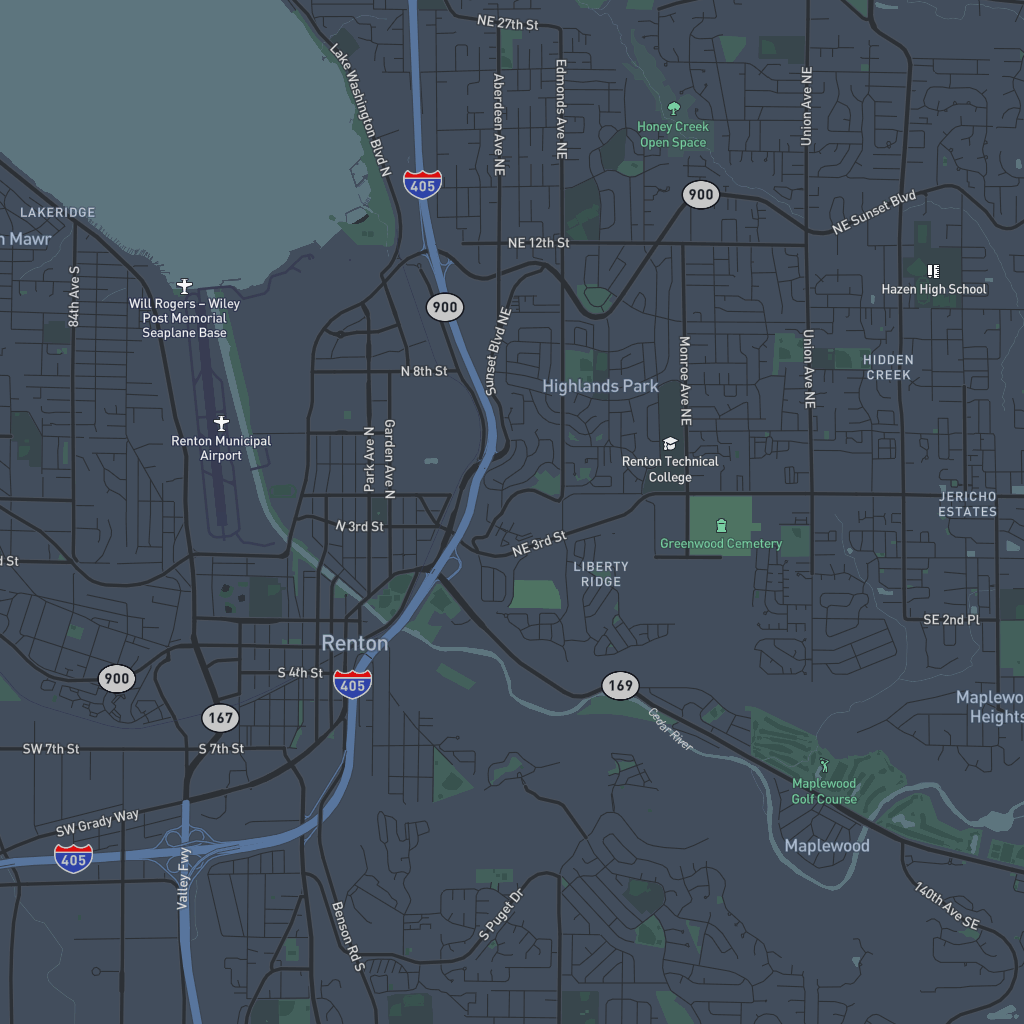 NE 27th St
Lake Washington Blvd N
Aberdeen Ave NE
Edmonds Ave NE
Union Ave NE
Honey Creek
Open Space
405
900
LAKERIDGE
n Mawr
NE Sunset Blvd
NE 12th St
84th Ave S
Hazen High School
Will Rogers – Wiley
Post Memorial
Seaplane Base
900
Sunset Blvd NE
Monroe Ave NE
Union Ave NE
HIDDEN
CREEK
N 8th St
Highlands Park
Renton Municipal
Airport
Park Ave N
Garden Ave N
Renton Technical
College
JERICHO
ESTATES
N 3rd St
NE 3rd St
Greenwood Cemetery
d St
LIBERTY
RIDGE
SE 2nd Pl
Renton
S 4th St
900
405
169
Maplewo
Heights
167
Cedar River
SW 7th St
S 7th St
Maplewood
Golf Course
SW Grady Way
405
Maplewood
Valley Fwy
140th Ave SE
S Puget Dr
Benson Rd S